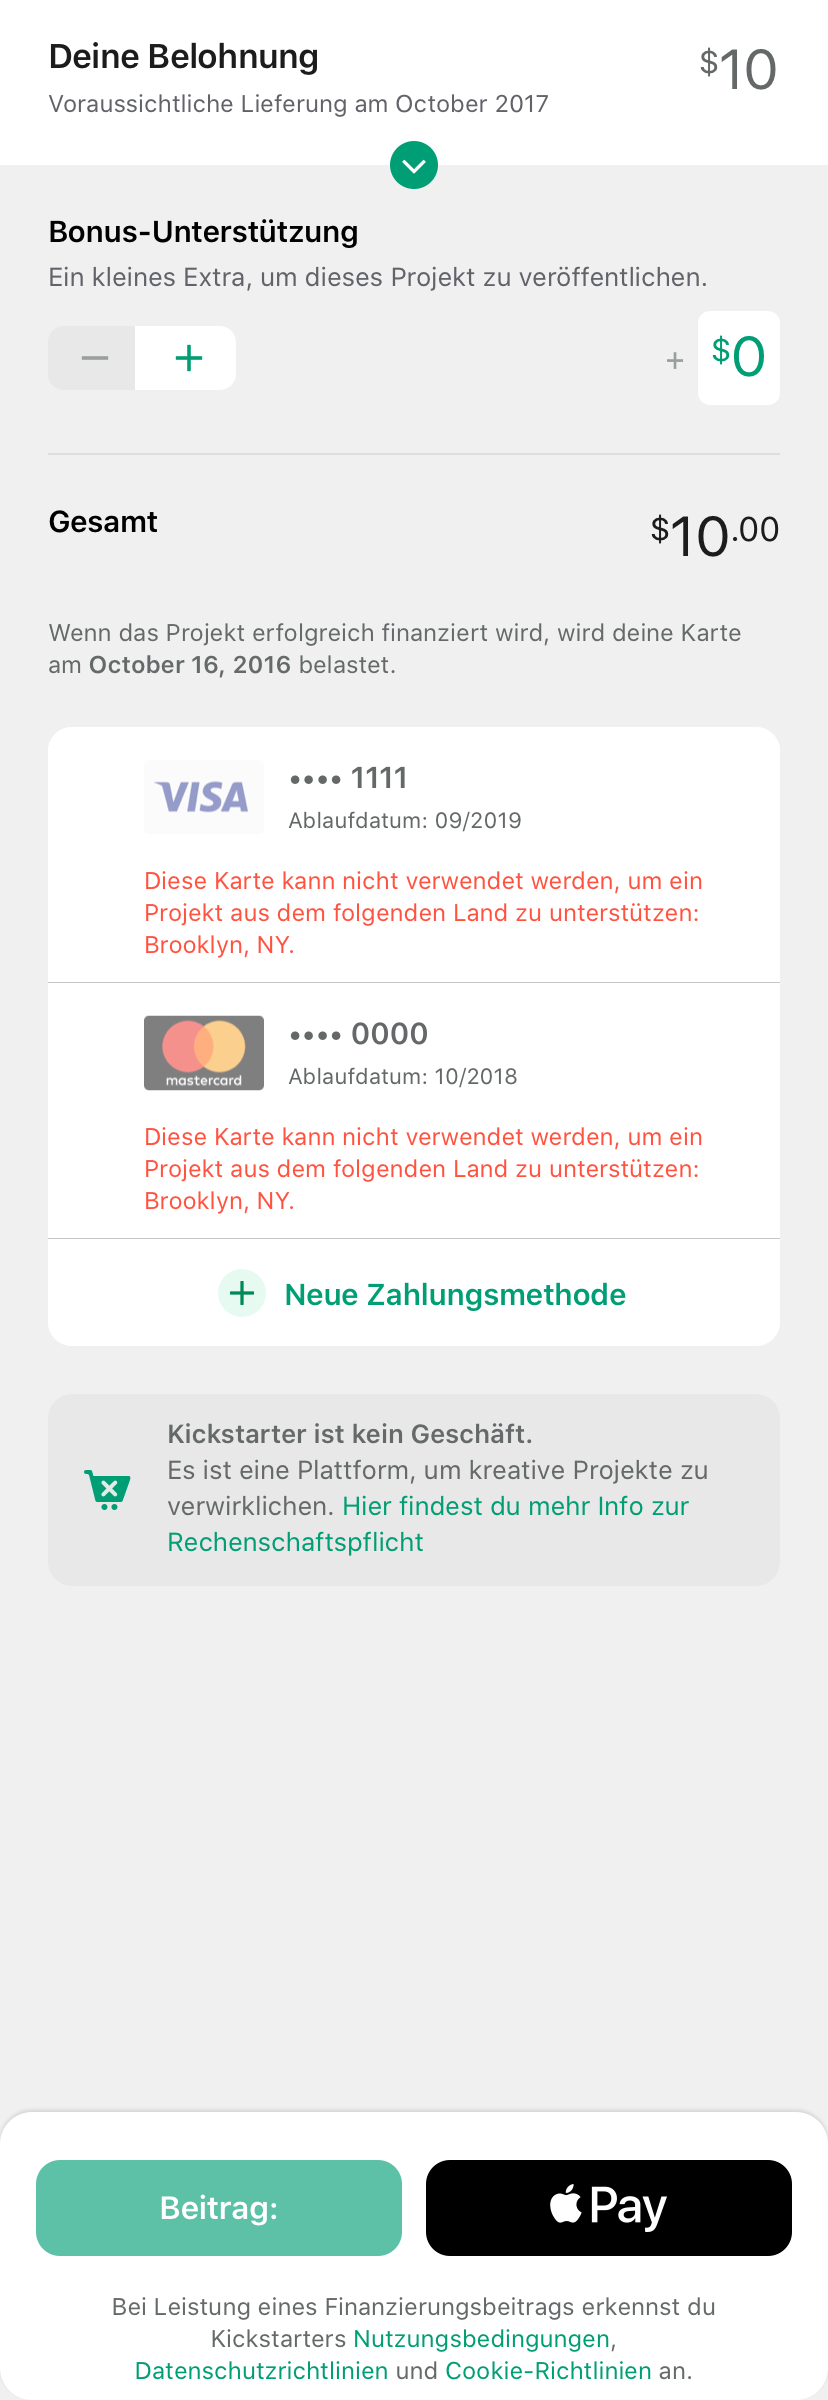 Deine Belohnung
$10
Voraussichtliche Lieferung am October 2017
Bonus-Unterstützung
Ein kleines Extra, um dieses Projekt zu veröffentlichen.
− +
+ $0
Gesamt
$10.00
Wenn das Projekt erfolgreich finanziert wird, wird deine Karte
am October 16, 2016 belastet.
VISA
•••• 1111
Ablaufdatum: 09/2019
Diese Karte kann nicht verwendet werden, um ein
Projekt aus dem folgenden Land zu unterstützen:
Brooklyn, NY.
mastercard
•••• 0000
Ablaufdatum: 10/2018
Diese Karte kann nicht verwendet werden, um ein
Projekt aus dem folgenden Land zu unterstützen:
Brooklyn, NY.
+ Neue Zahlungsmethode
Kickstarter ist kein Geschäft.
Es ist eine Plattform, um kreative Projekte zu
verwirklichen. Hier findest du mehr Info zur
Rechenschaftspflicht
Beitrag:
Pay
Bei Leistung eines Finanzierungsbeitrags erkennst du
Kickstarters Nutzungsbedingungen,
Datenschutzrichtlinien und Cookie-Richtlinien an.